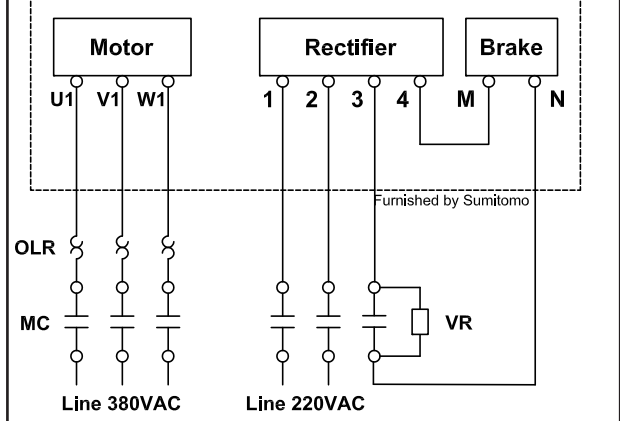 Motor Rectifier Brake
U1 V1 W1 1 2 3 4 M N
Furnished by Sumitomo
OLR
MC VR
Line 380VAC Line 220VAC